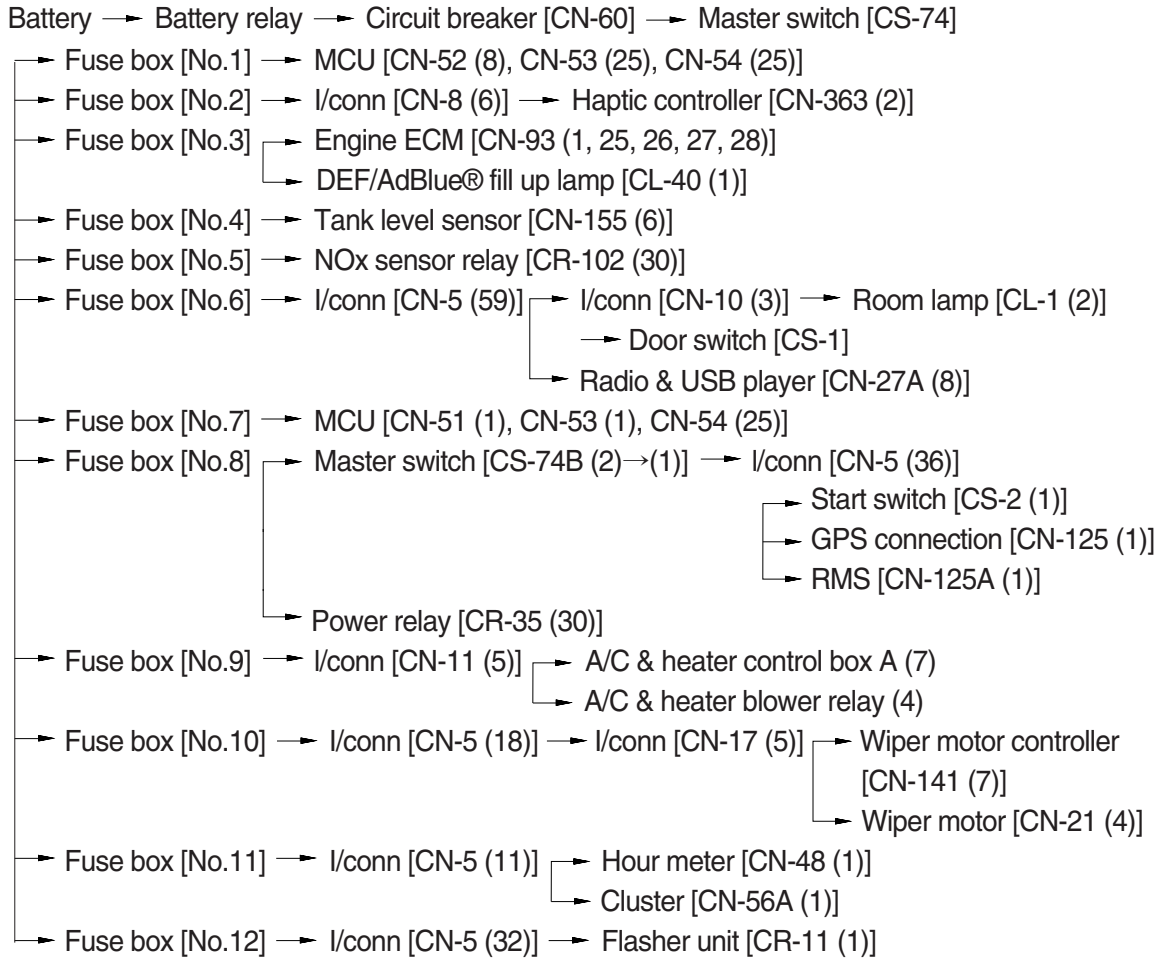 Battery → Battery relay → Circuit breaker [CN-60] → Master switch [CS-74]
→ Fuse box [No.1] → MCU [CN-52 (8), CN-53 (25), CN-54 (25)]
→ Fuse box [No.2] → I/conn [CN-8 (6)] → Haptic controller [CN-363 (2)]
→ Fuse box [No.3] → Engine ECM [CN-93 (1, 25, 26, 27, 28)]
→ DEF/AdBlue® fill up lamp [CL-40 (1)]
→ Fuse box [No.4] → Tank level sensor [CN-155 (6)]
→ Fuse box [No.5] → NOx sensor relay [CR-102 (30)]
→ Fuse box [No.6] → I/conn [CN-5 (59)] → I/conn [CN-10 (3)] → Room lamp [CL-1 (2)]
→ Door switch [CS-1]
→ Radio & USB player [CN-27A (8)]
→ Fuse box [No.7] → MCU [CN-51 (1), CN-53 (1), CN-54 (25)]
→ Fuse box [No.8] → Master switch [CS-74B (2)→(1)] → I/conn [CN-5 (36)]
→ Start switch [CS-2 (1)]
→ GPS connection [CN-125 (1)]
→ RMS [CN-125A (1)]
→ Power relay [CR-35 (30)]
→ Fuse box [No.9] → I/conn [CN-11 (5)] → A/C & heater control box A (7)
→ A/C & heater blower relay (4)
→ Fuse box [No.10] → I/conn [CN-5 (18)] → I/conn [CN-17 (5)] → Wiper motor controller
[CN-141 (7)]
→ Wiper motor [CN-21 (4)]
→ Fuse box [No.11] → I/conn [CN-5 (11)] → Hour meter [CN-48 (1)]
→ Cluster [CN-56A (1)]
→ Fuse box [No.12] → I/conn [CN-5 (32)] → Flasher unit [CR-11 (1)]